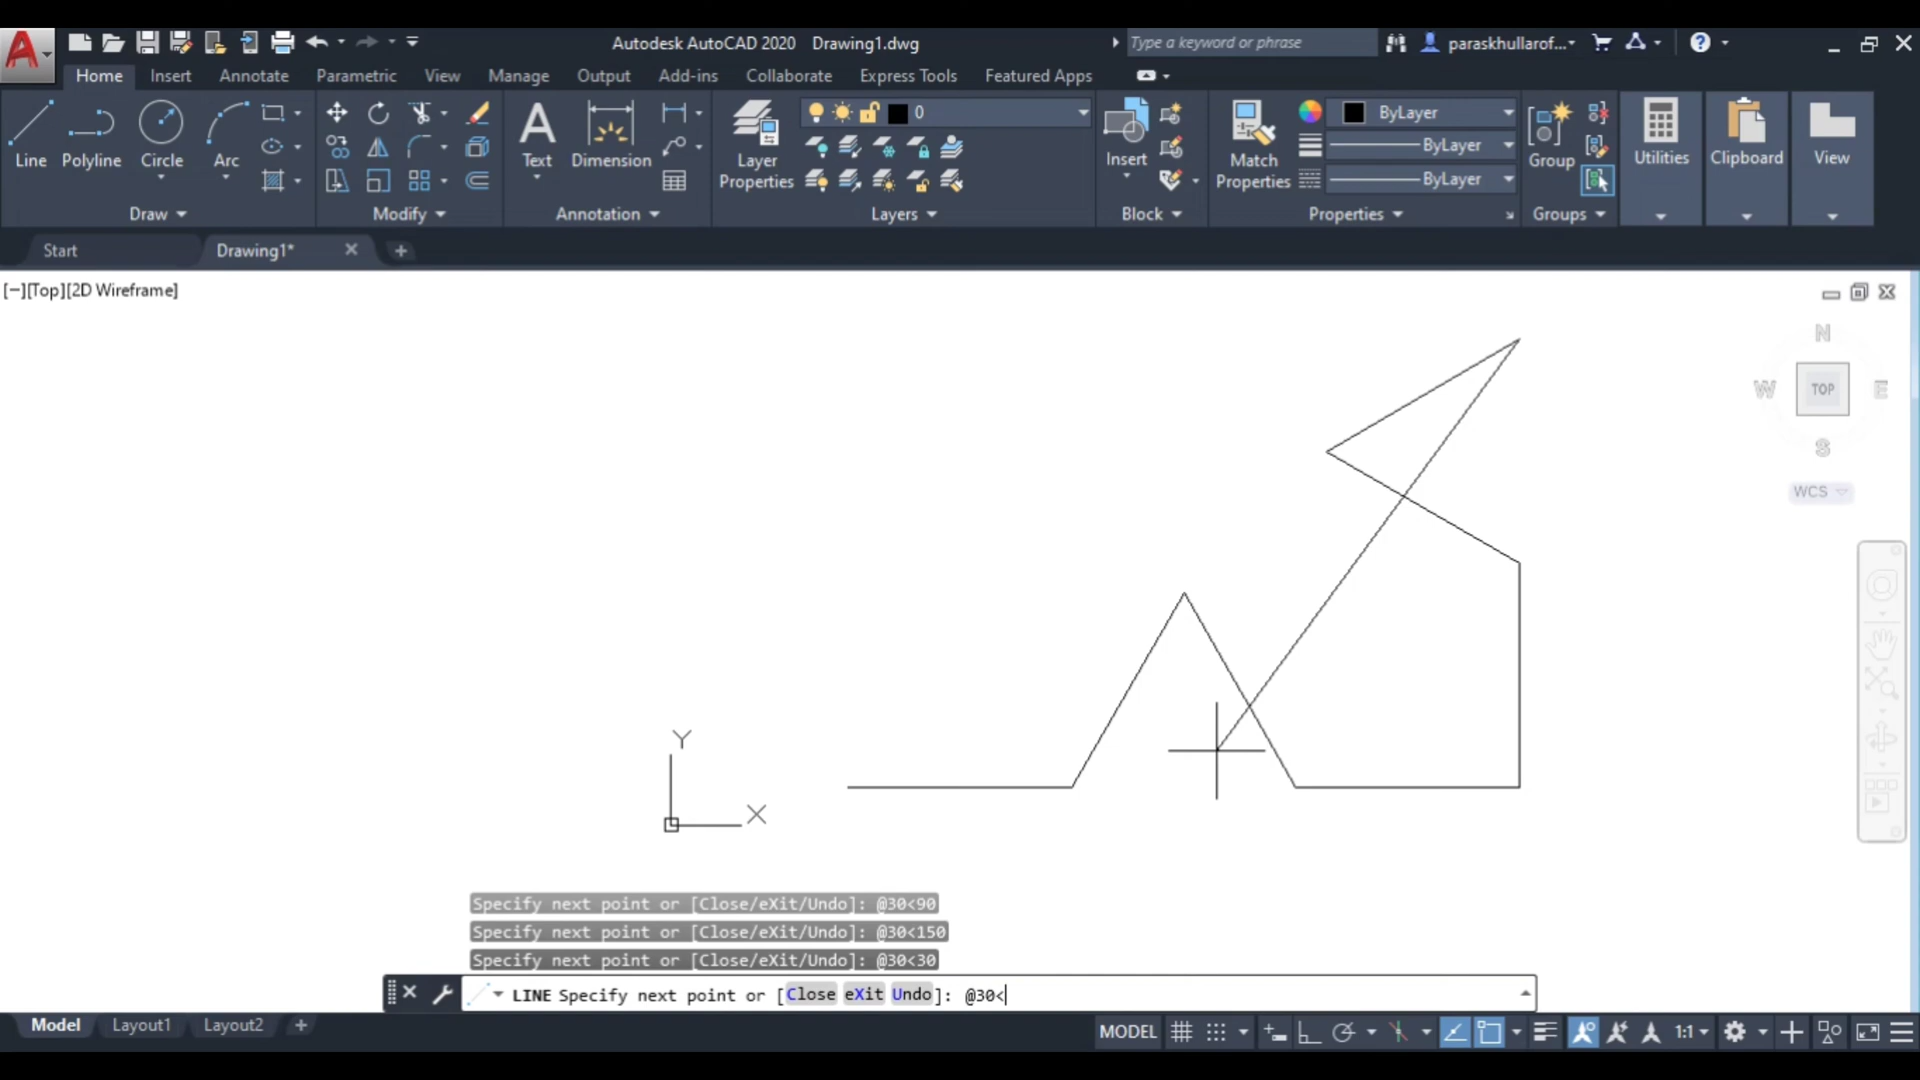 Autodesk AutoCAD 2020 Drawing1.dwg
Type a keyword or phrase
paraskhullarof...
Home Insert Annotate Parametric View Manage Output Add-ins Collaborate Express Tools Featured Apps
0
ByLayer
ByLayer
ByLayer
Line Polyline Circle Arc
Text Dimension
Layer Properties
Insert
Match Properties
Group
Utilities
Clipboard
View
Draw Modify Annotation Layers Block Properties Groups
Start Drawing1*
[−][Top][2D Wireframe]
N
W TOP E
S
WCS
Y
X
Specify next point or [Close/eXit/Undo]: @30<90
Specify next point or [Close/eXit/Undo]: @30<150
Specify next point or [Close/eXit/Undo]: @30<30
LINE Specify next point or [Close eXit Undo]: @30<
Model Layout1 Layout2
MODEL 1:1